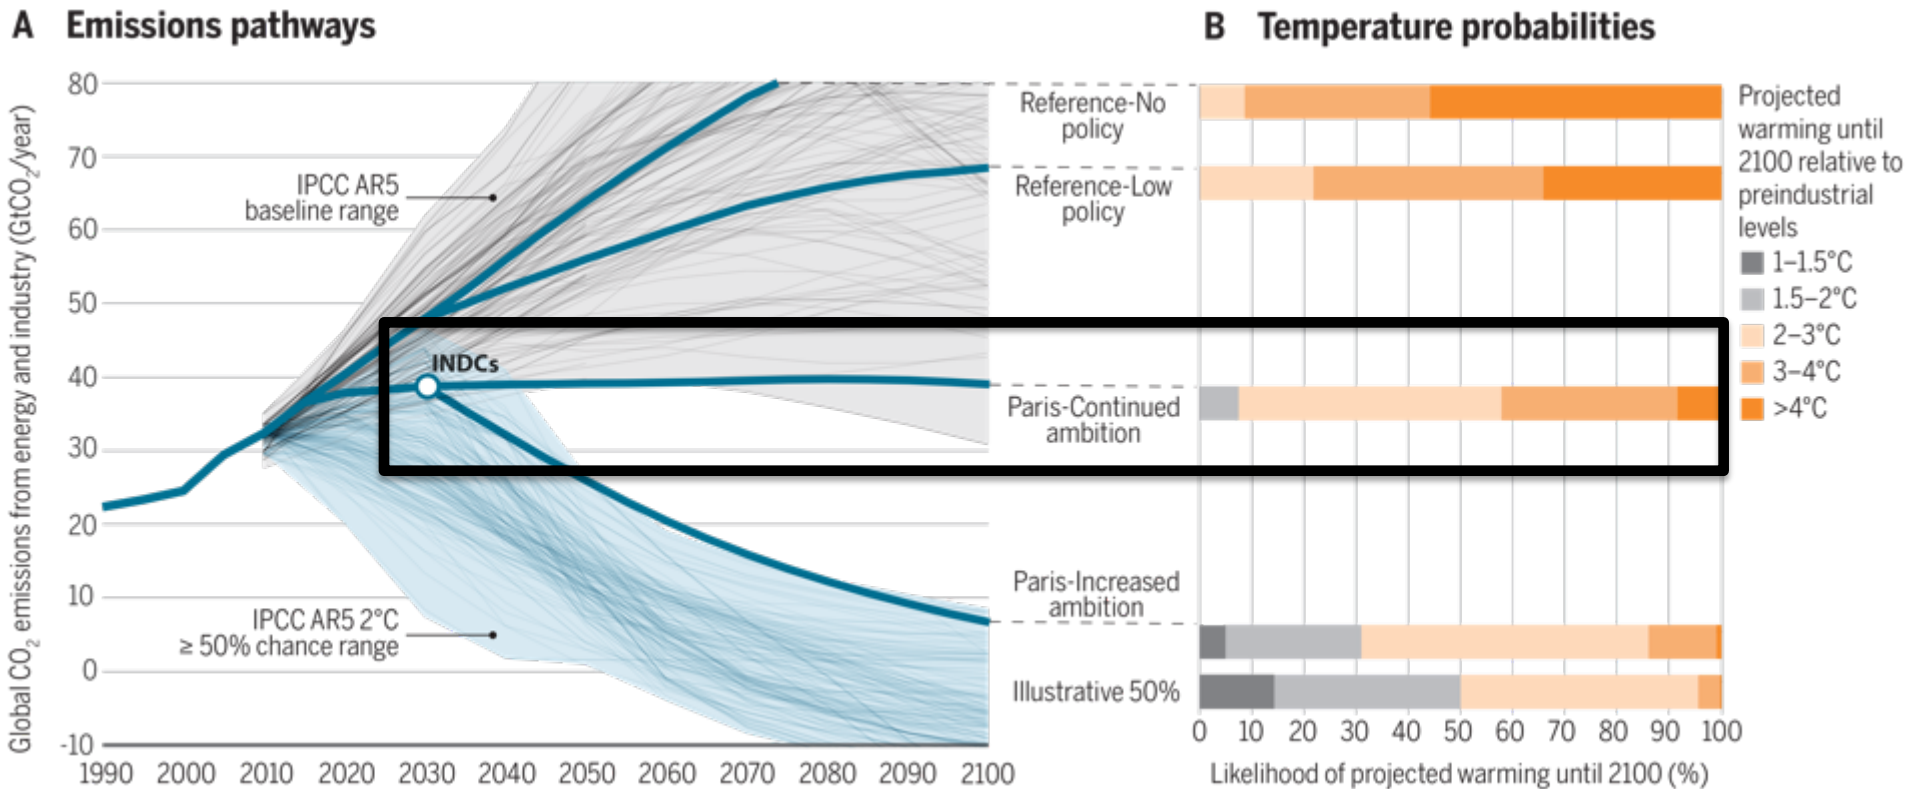 A Emissions pathways
Global CO₂ emissions from energy and industry (GtCO₂/year)
80
70
60
50
40
30
20
10
0
-10
IPCC AR5
baseline range
INDCs
IPCC AR5 2°C
≥ 50% chance range
1990 2000 2010 2020 2030 2040 2050 2060 2070 2080 2090 2100
Reference-No
policy
Reference-Low
policy
Paris-Continued
ambition
Paris-Increased
ambition
Illustrative 50%
B Temperature probabilities
0 10 20 30 40 50 60 70 80 90 100
Likelihood of projected warming until 2100 (%)
Projected
warming until
2100 relative to
preindustrial
levels
1–1.5°C
1.5–2°C
2–3°C
3–4°C
>4°C